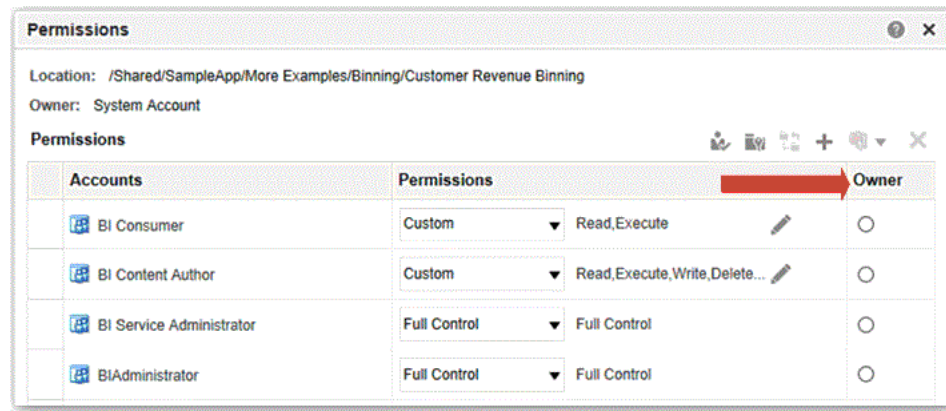 Permissions
Location: /Shared/SampleApp/More Examples/Binning/Customer Revenue Binning
Owner: System Account
Permissions
Accounts Permissions Owner
BI Consumer Custom Read,Execute
BI Content Author Custom Read,Execute,Write,Delete...
BI Service Administrator Full Control Full Control
BIAdministrator Full Control Full Control